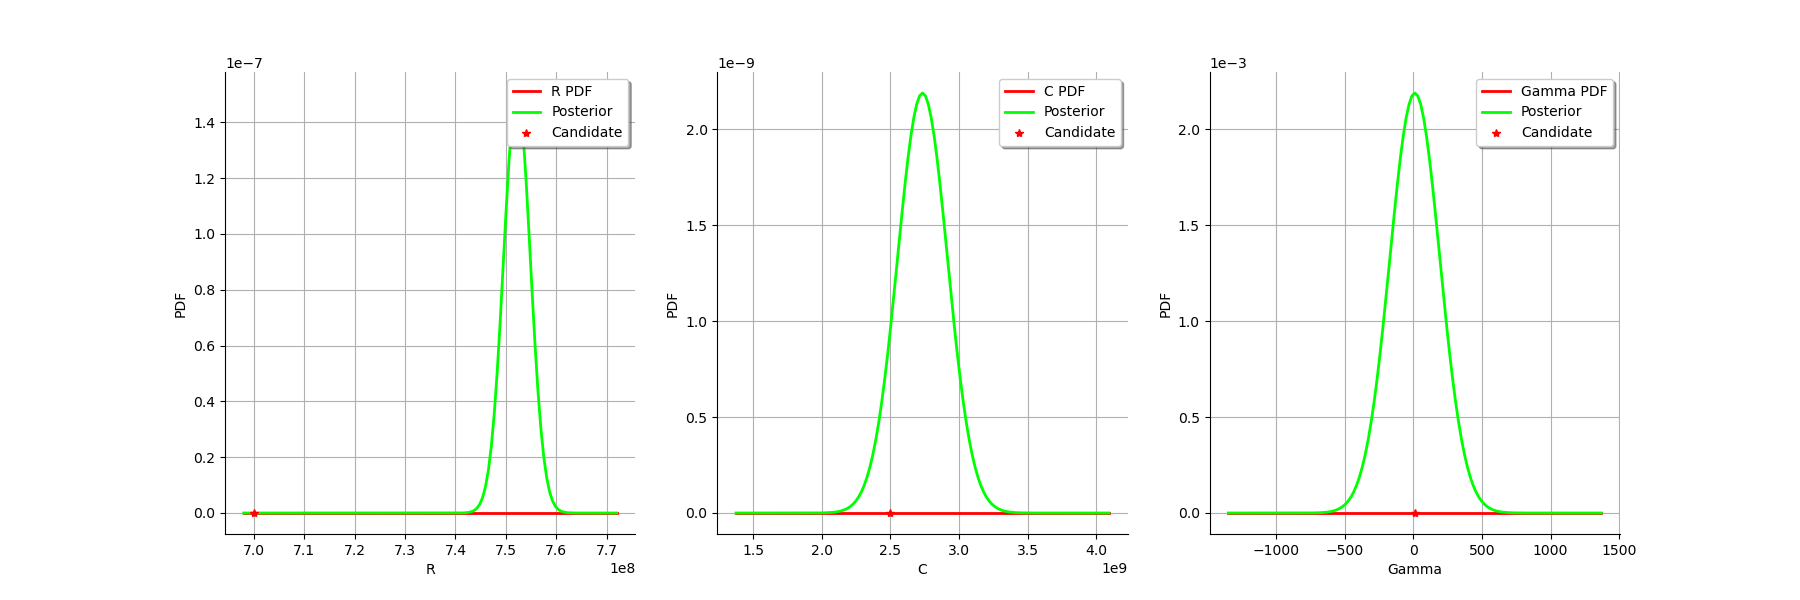 1e−7
R PDF
Posterior
Candidate
PDF
1.4
1.2
1.0
0.8
0.6
0.4
0.2
0.0
7.0 7.1 7.2 7.3 7.4 7.5 7.6 7.7
1e8
R
1e−9
C PDF
Posterior
Candidate
PDF
2.0
1.5
1.0
0.5
0.0
1.5 2.0 2.5 3.0 3.5 4.0
1e9
C
1e−3
Gamma PDF
Posterior
Candidate
PDF
2.0
1.5
1.0
0.5
0.0
−1000 −500 0 500 1000 1500
Gamma